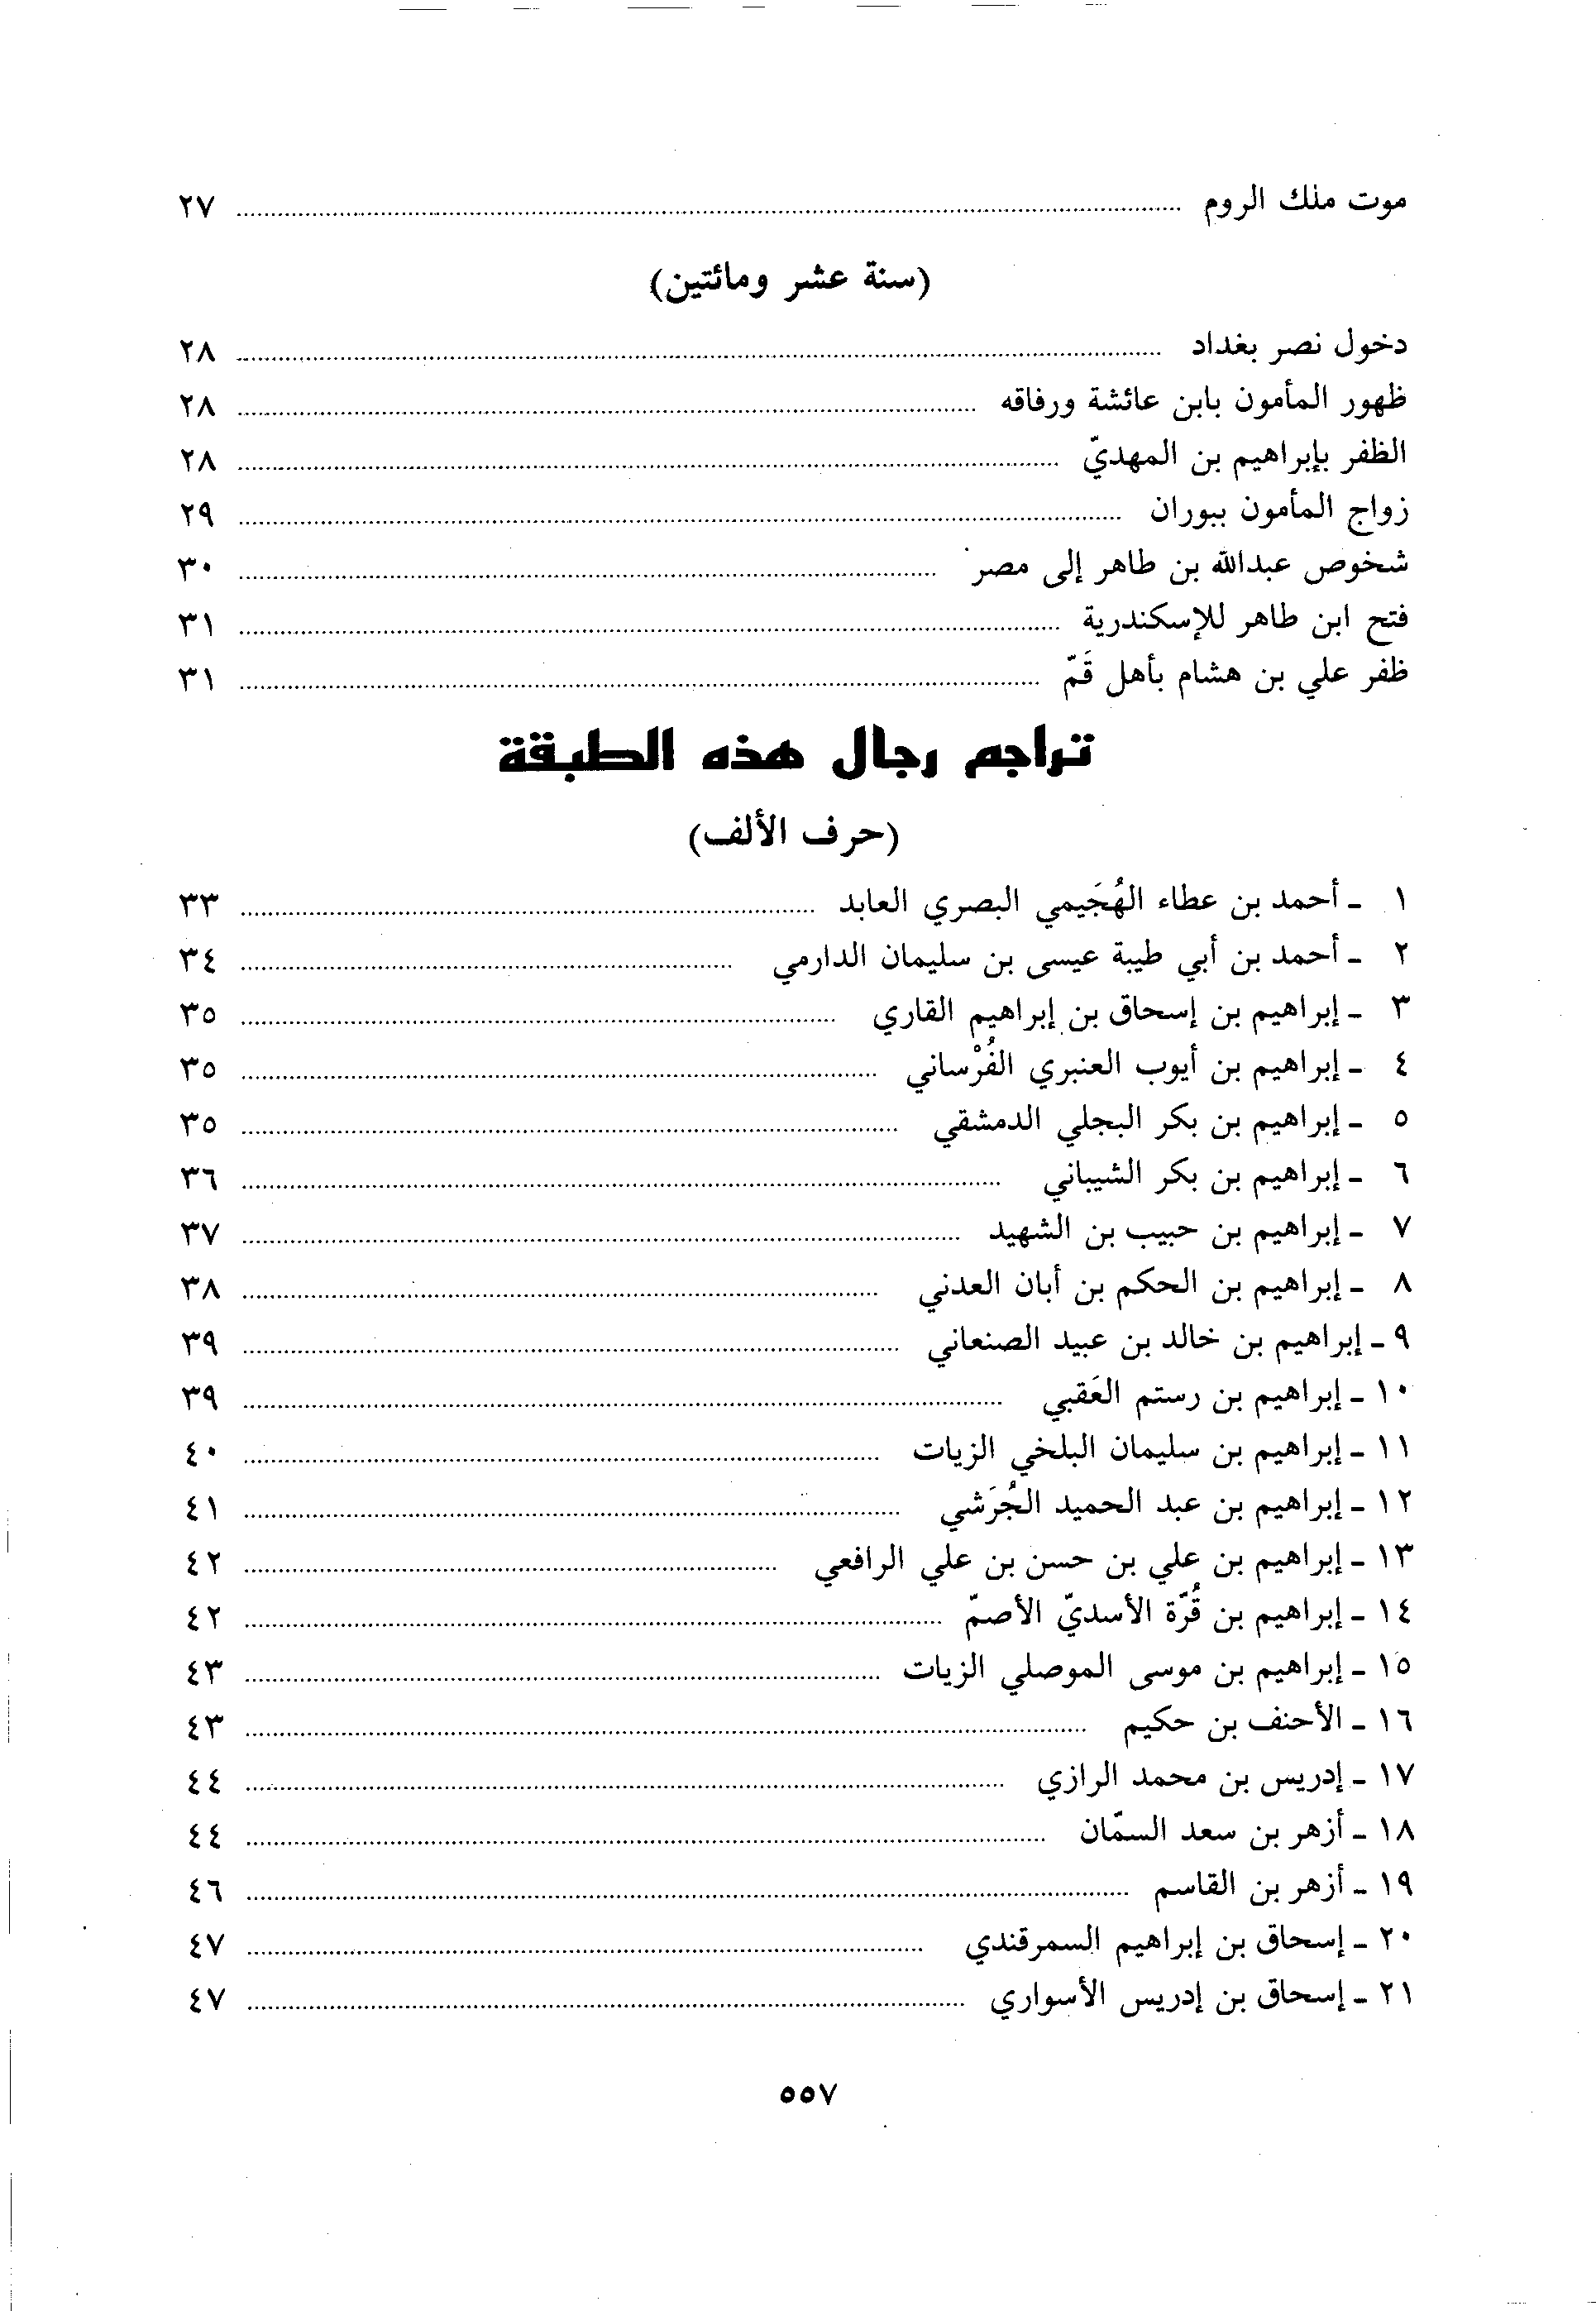 موت ملك الروم ........ ٢٧
(سنة عشر ومائتين)
دخول نصر بغداد ........ ٢٨
ظهور المأمون بابن عائشة ورفاقه ........ ٢٨
الظفر بإبراهيم بن المهديّ ........ ٢٨
زواج المأمون ببوران ........ ٢٩
شخوص عبدالله بن طاهر إلى مصر ........ ٣٠
فتح ابن طاهر للإسكندرية ........ ٣١
ظفر علي بن هشام بأهل قَمّ ........ ٣١
تراجم رجال هذه الطبقة
(حرف الألف)
١ - أحمد بن عطاء الهُجَيمي البصري العابد ........ ٣٣
٢ - أحمد بن أبي طيبة عيسى بن سليمان الدارمي ........ ٣٤
٣ - إبراهيم بن إسحاق بن إبراهيم القاري ........ ٣٥
٤ - إبراهيم بن أيوب العنبري الفُرْساني ........ ٣٥
٥ - إبراهيم بن بكر البجلي الدمشقي ........ ٣٥
٦ - إبراهيم بن بكر الشيباني ........ ٣٦
٧ - إبراهيم بن حبيب بن الشهيد ........ ٣٧
٨ - إبراهيم بن الحكم بن أبان العدني ........ ٣٨
٩ - إبراهيم بن خالد بن عبيد الصنعاني ........ ٣٩
١٠ - إبراهيم بن رستم العَقبي ........ ٣٩
١١ - إبراهيم بن سليمان البلخي الزيات ........ ٤٠
١٢ - إبراهيم بن عبد الحميد الجُرَشي ........ ٤١
١٣ - إبراهيم بن علي بن حسن بن علي الرافعي ........ ٤٢
١٤ - إبراهيم بن قُرّة الأسديّ الأصمّ ........ ٤٢
١٥ - إبراهيم بن موسى الموصلي الزيات ........ ٤٣
١٦ - الأحنف بن حكيم ........ ٤٣
١٧ - إدريس بن محمد الرازي ........ ٤٤
١٨ - أزهر بن سعد السمّان ........ ٤٤
١٩ - أزهر بن القاسم ........ ٤٦
٢٠ - إسحاق بن إبراهيم السمرقندي ........ ٤٧
٢١ - إسحاق بن إدريس الأسواري ........ ٤٧
٥٥٧